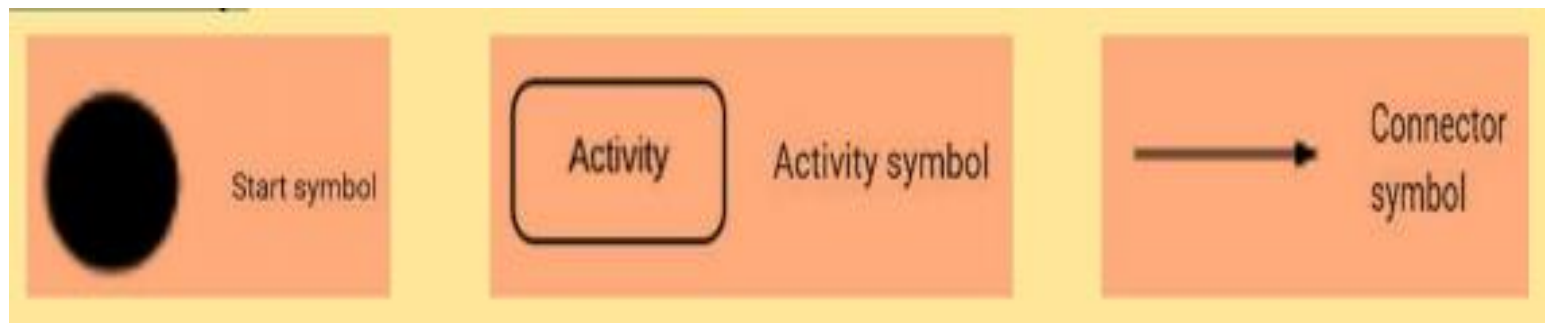 Start symbol
Activity
Activity symbol
Connector
symbol